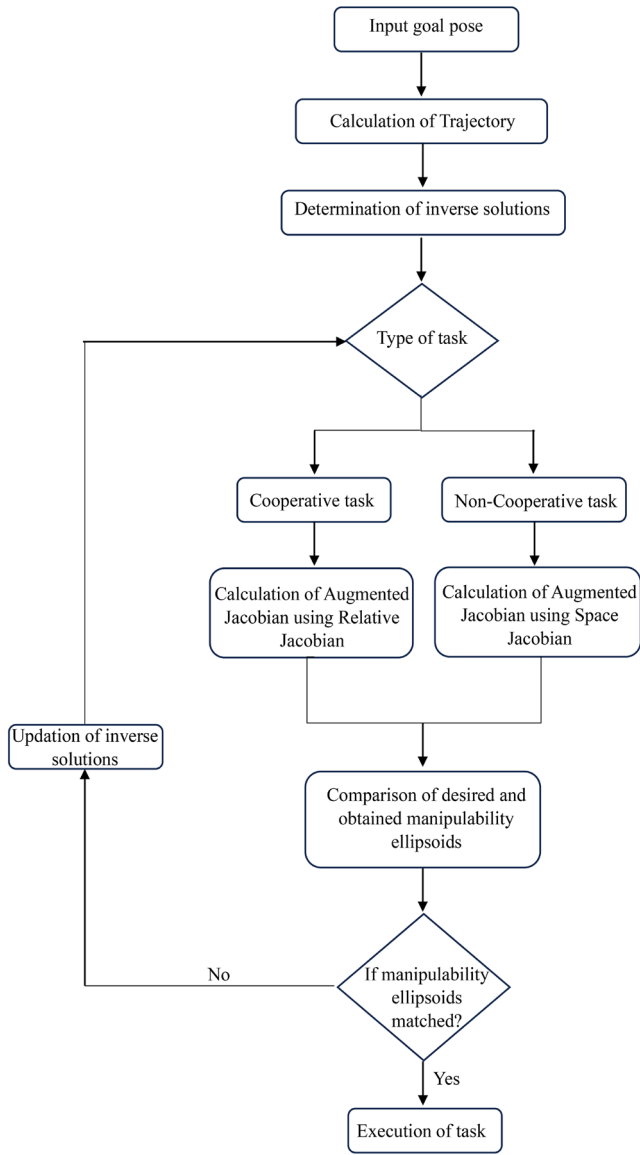 Input goal pose
Calculation of Trajectory
Determination of inverse solutions
Type of task
Cooperative task
Non-Cooperative task
Calculation of Augmented
Jacobian using Relative
Jacobian
Calculation of Augmented
Jacobian using Space
Jacobian
Updation of inverse
solutions
Comparison of desired and
obtained manipulability
ellipsoids
No
If manipulability
ellipsoids
matched?
Yes
Execution of task